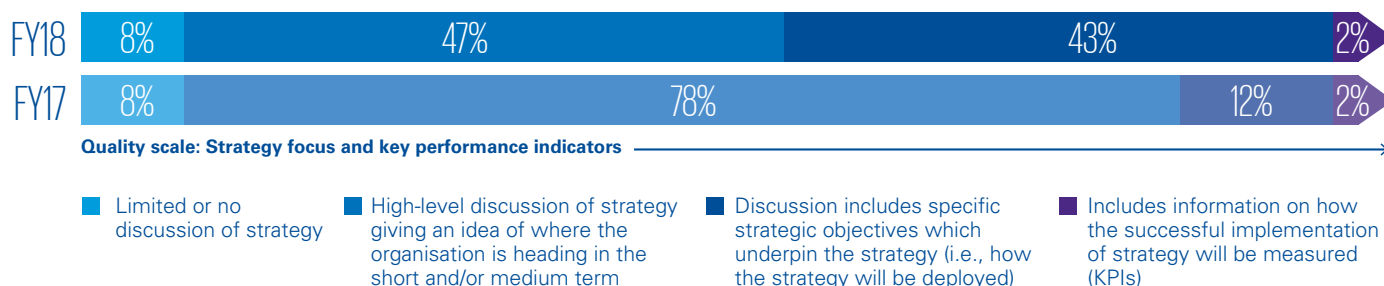 FY18 8% 47% 43% 2%
FY17 8% 78% 12% 2%
Quality scale: Strategy focus and key performance indicators
Limited or no
discussion of strategy
High-level discussion of strategy
giving an idea of where the
organisation is heading in the
short and/or medium term
Discussion includes specific
strategic objectives which
underpin the strategy (i.e., how
the strategy will be deployed)
Includes information on how
the successful implementation
of strategy will be measured
(KPIs)